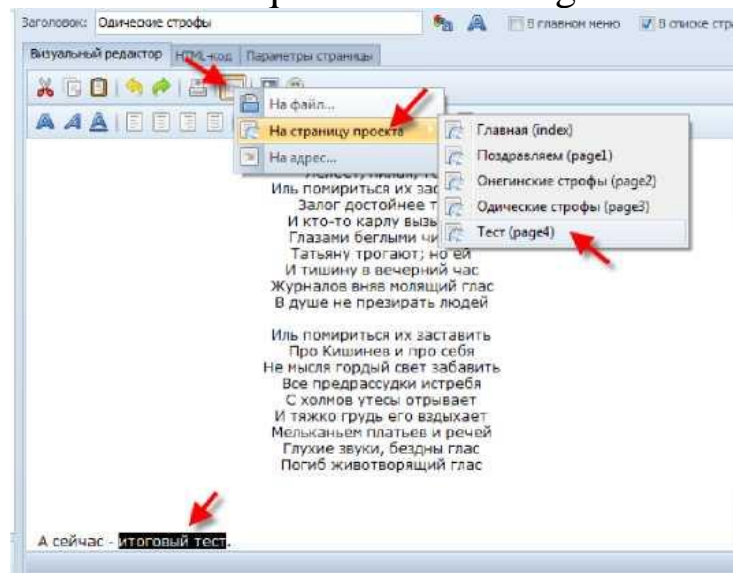 Заголовок: Одические строфы
В главном меню
В списке стр
Визуальный редактор HTML-код Параметры страницы
На файл...
На страницу проекта
На адрес...
Главная (index)
Поздравляем (page1)
Онегинские строфы (page2)
Одические строфы (page3)
Тест (page4)
Иль помириться их зас
Залог достойнее т
И кто-то карлу вызы
Глазами беглыми чи
Татьяну трогают; но ей
И тишину в вечерний час
Журналов вняв молящий глас
В душе не презирать людей
Иль помириться их заставить
Про Кишинев и про себя
Не мысля гордый свет забавить
Все предрассудки истребя
С холмов утесы отрывает
И тяжко грудь его вздыхает
Мельканьем платьев и речей
Глухие звуки, бездны глас
Погиб животворящий глас
А сейчас - итоговый тест.